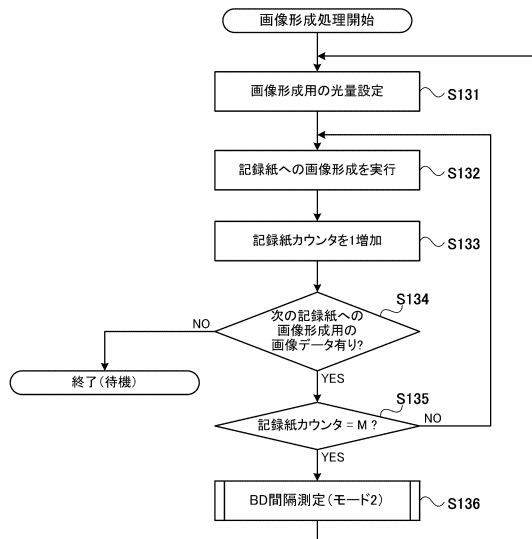 画像形成処理開始
画像形成用の光量設定
S131
記録紙への画像形成を実行
S132
記録紙カウンタを1増加
S133
S134
次の記録紙への
画像形成用の
画像データ有り?
NO
終了(待機)
YES
S135
記録紙カウンタ = M ?
NO
YES
BD間隔測定(モード2)
S136